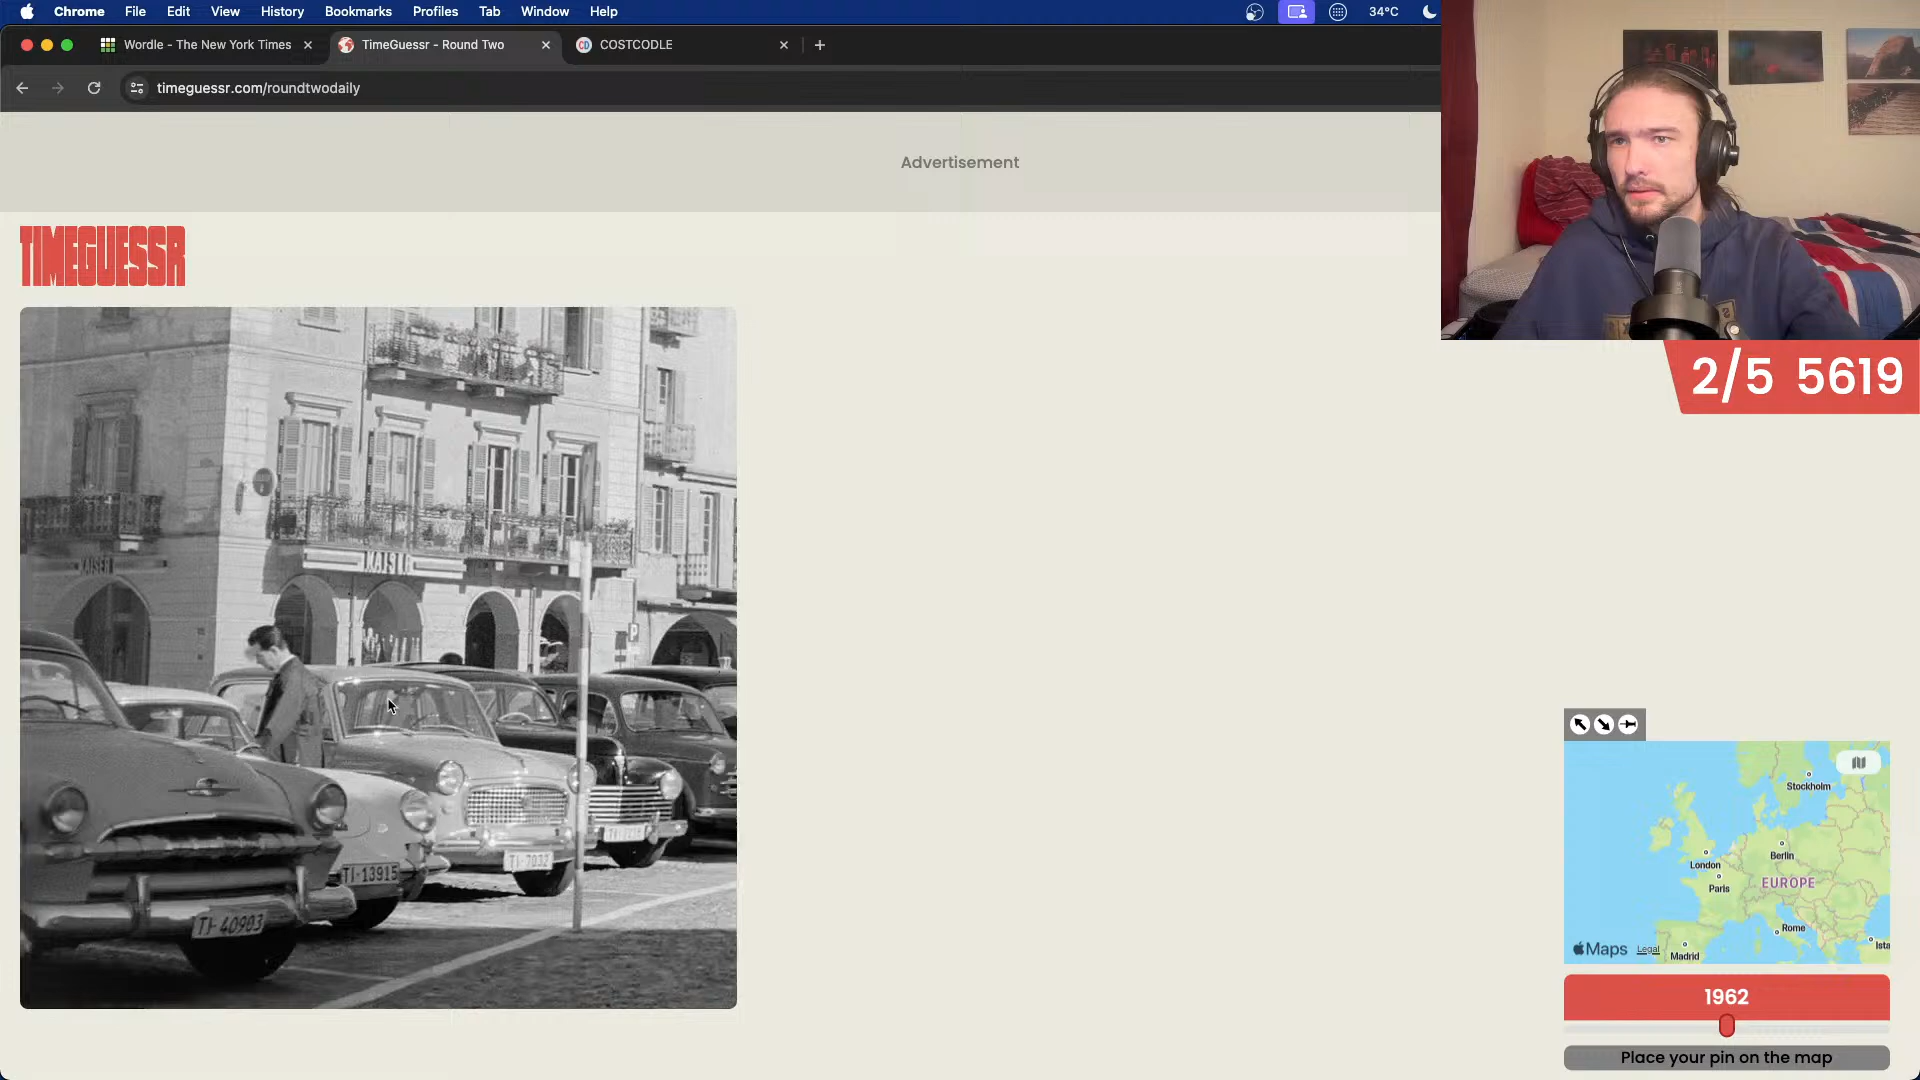 Chrome File Edit View History Bookmarks Profiles Tab Window Help 34°C
Wordle - The New York Times TimeGuessr - Round Two COSTCODLE
timeguessr.com/roundtwodaily
Advertisement
TIMEGUESSR
2/5 5619
KAISER
P
TI-13915
TI-7032
TI-40903
Stockholm
London
Berlin
Paris
EUROPE
Rome
Ista
Maps Legal Madrid
1962
Place your pin on the map